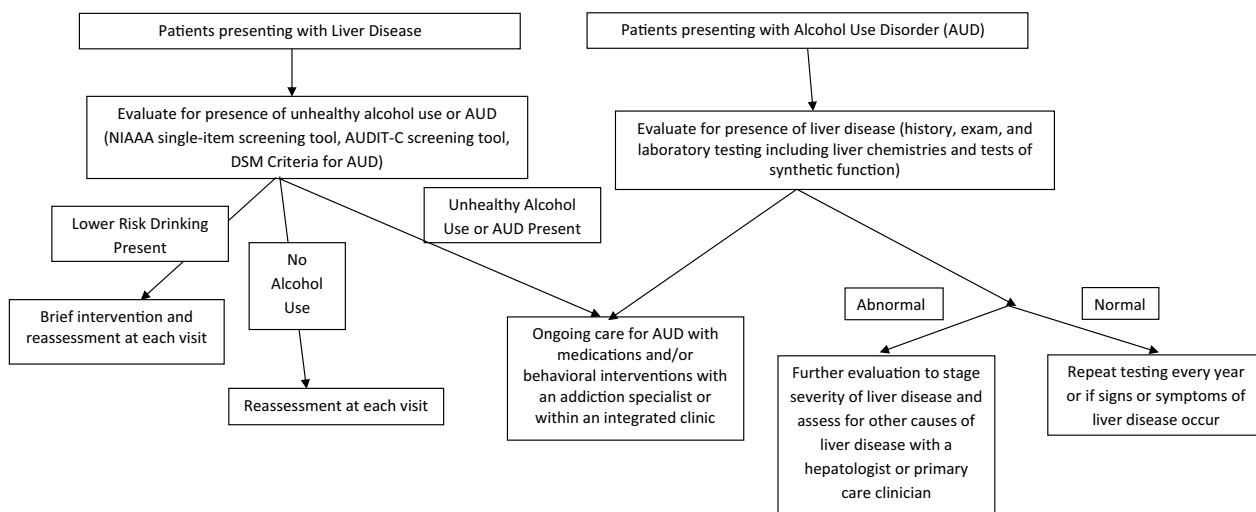 Patients presenting with Liver Disease
Patients presenting with Alcohol Use Disorder (AUD)
Evaluate for presence of unhealthy alcohol use or AUD
(NIAAA single-item screening tool, AUDIT-C screening tool,
DSM Criteria for AUD)
Evaluate for presence of liver disease (history, exam, and
laboratory testing including liver chemistries and tests of
synthetic function)
Lower Risk Drinking
Present
No
Alcohol
Use
Unhealthy Alcohol
Use or AUD Present
Abnormal
Normal
Brief intervention and
reassessment at each visit
Reassessment at each visit
Ongoing care for AUD with
medications and/or
behavioral interventions with
an addiction specialist or
within an integrated clinic
Further evaluation to stage
severity of liver disease and
assess for other causes of
liver disease with a
hepatologist or primary
care clinician
Repeat testing every year
or if signs or symptoms of
liver disease occur